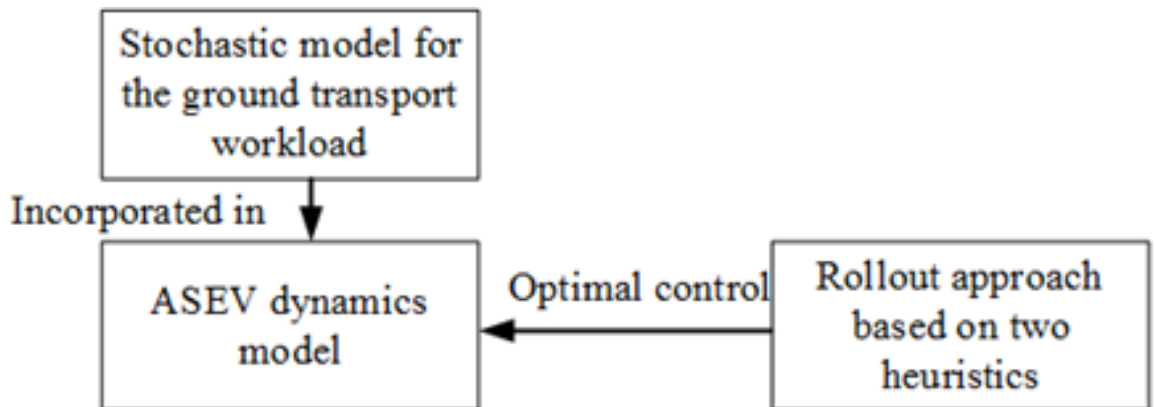 Stochastic model for
the ground transport
workload
Incorporated in
ASEV dynamics
model
Optimal control
Rollout approach
based on two
heuristics